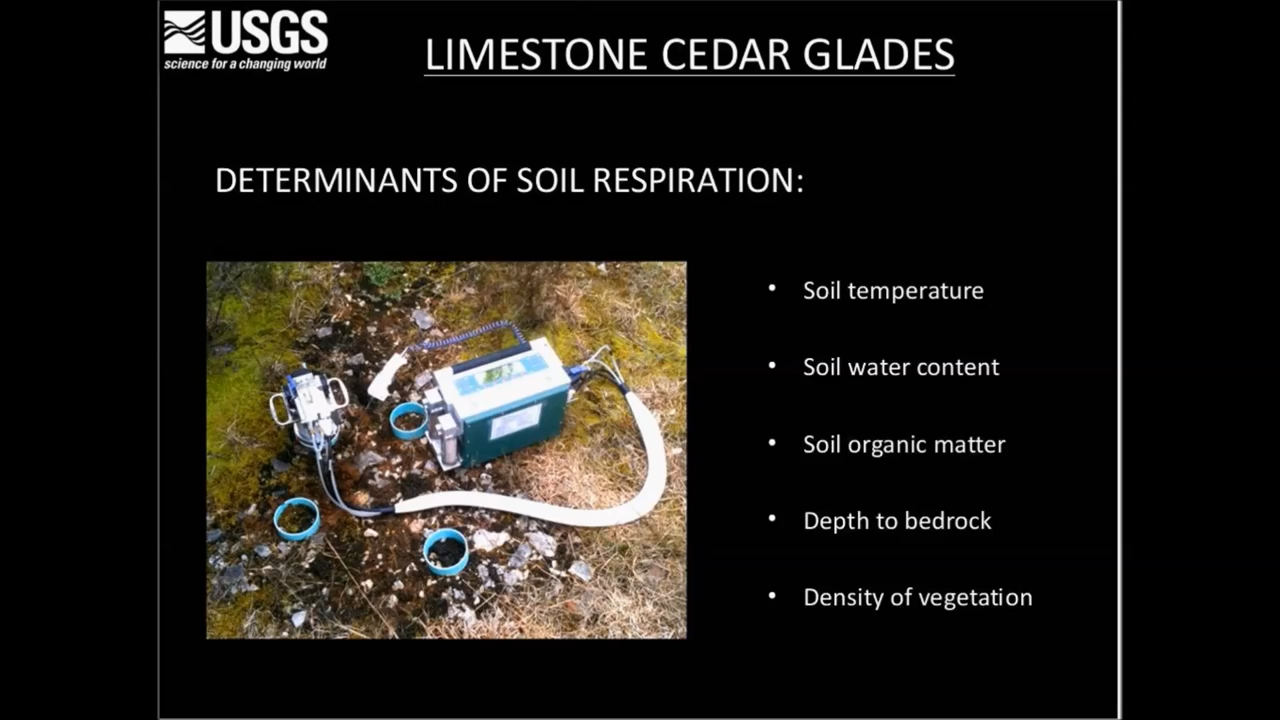 USGS
science for a changing world
LIMESTONE CEDAR GLADES
DETERMINANTS OF SOIL RESPIRATION:
• Soil temperature
• Soil water content
• Soil organic matter
• Depth to bedrock
• Density of vegetation